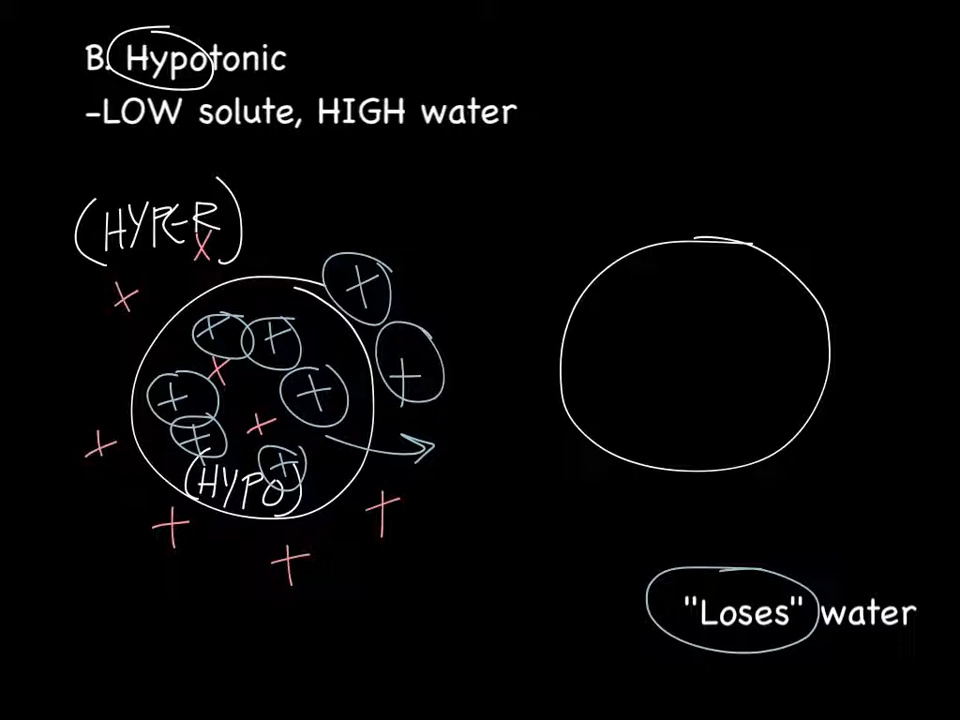 B. Hypotonic
-LOW solute, HIGH water
(HYPER)
(HYPO)
"Loses" water